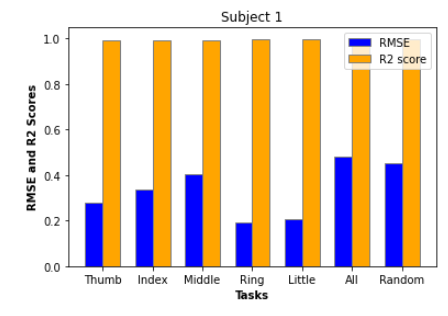 Subject 1
RMSE
R2 score
RMSE and R2 Scores
1.0
0.8
0.6
0.4
0.2
0.0
Thumb Index Middle Ring Little All Random
Tasks